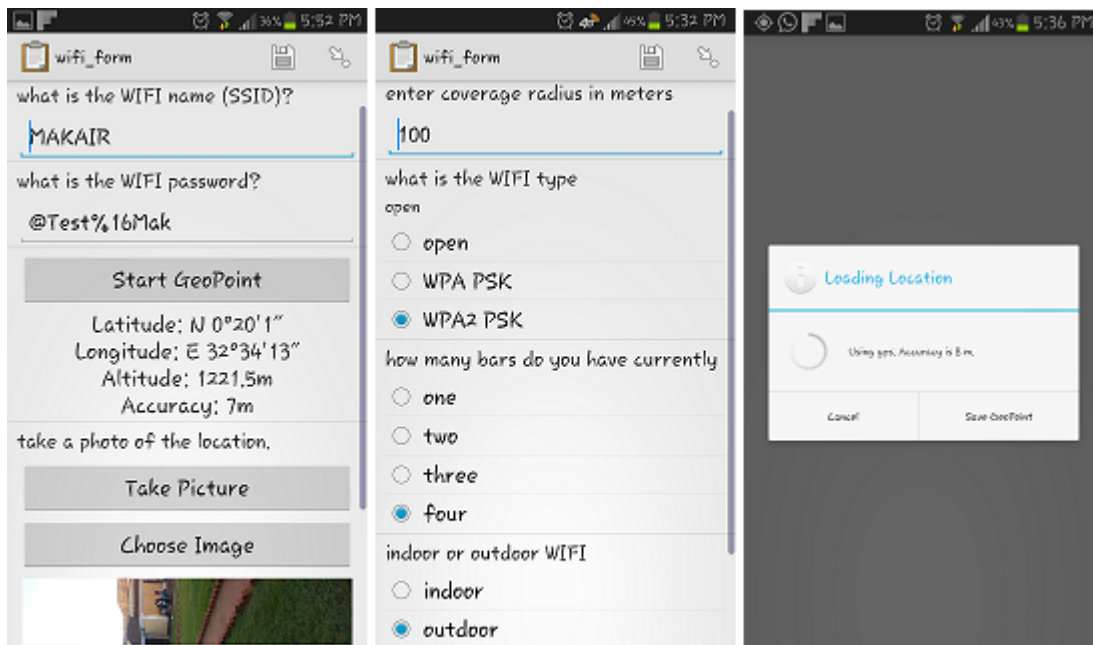 36% 5:52 PM
wifi_form
what is the WIFI name (SSID)?
MAKAIR
what is the WIFI password?
@Test%16Mak
Start GeoPoint
Latitude: N 0°20'1"
Longitude: E 32°34'13"
Altitude: 1221.5m
Accuracy: 7m
take a photo of the location.
Take Picture
Choose Image
45% 5:32 PM
wifi_form
enter coverage radius in meters
100
what is the WIFI type
open
open
WPA PSK
WPA2 PSK
how many bars do you have currently
one
two
three
four
indoor or outdoor WIFI
indoor
outdoor
43% 5:36 PM
Loading Location
Using gps. Accuracy is 8 m.
Cancel
Save GeoPoint